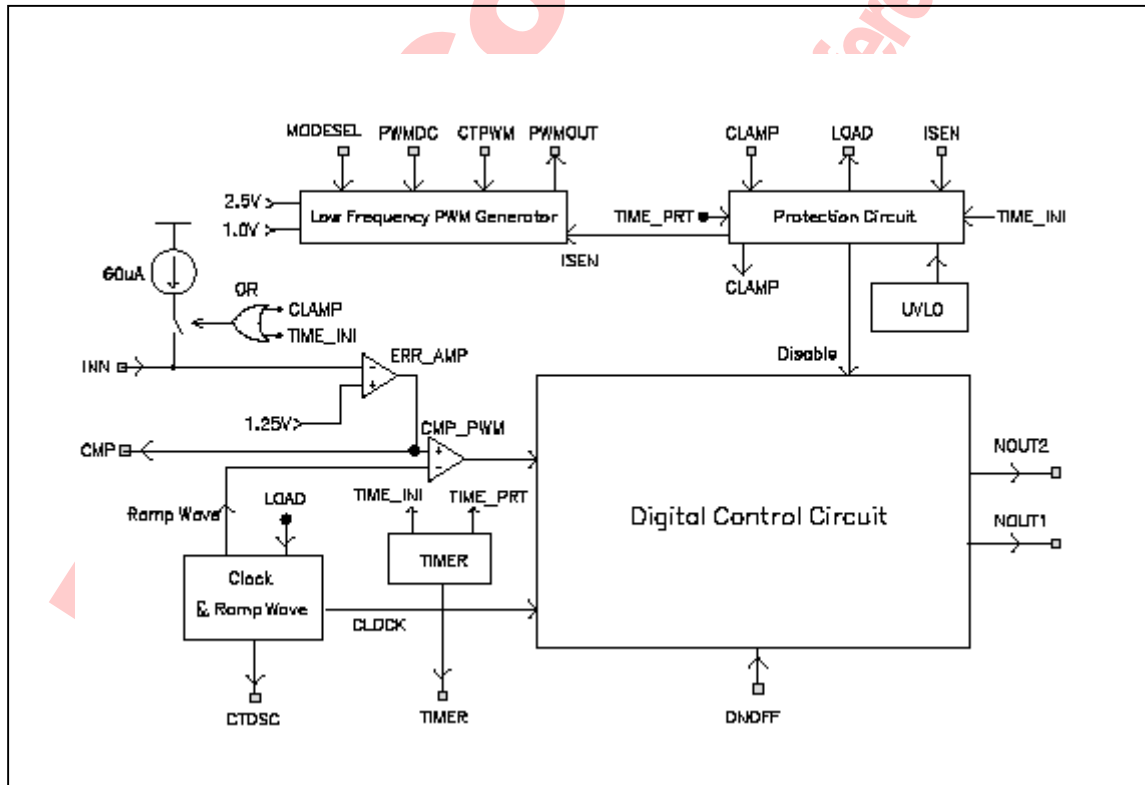 MODESEL PWMDC CTPWM PWMOUT CLAMP LOAD ISEN
2.5V
1.0V
Low Frequency PWM Generator
TIME_PRT
Protection Circuit
TIME_INI
ISEN
CLAMP
60uA
OR
CLAMP
TIME_INI
UVLO
INN
ERR_AMP
Disable
1.25V
CMP
CMP_PWM
NOUT2
TIME_INI
TIME_PRT
LOAD
Ramp Wave
Digital Control Circuit
NOUT1
TIMER
Clock
& Ramp Wave
CLOCK
CTOSC
TIMER
ONOFF